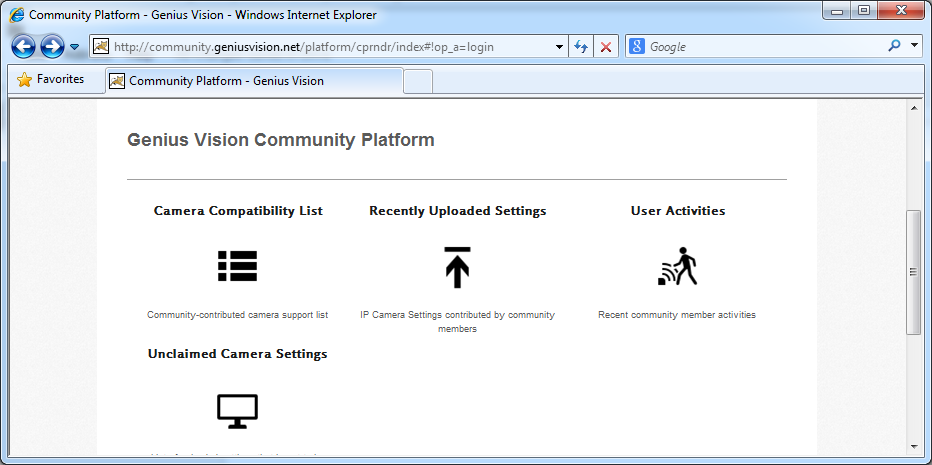 Community Platform - Genius Vision - Windows Internet Explorer
http://community.geniusvision.net/platform/cprndr/index#!op_a=login
Google
Favorites
Community Platform - Genius Vision
Genius Vision Community Platform
Camera Compatibility List
Recently Uploaded Settings
User Activities
Community-contributed camera support list
IP Camera Settings contributed by community
members
Recent community member activities
Unclaimed Camera Settings